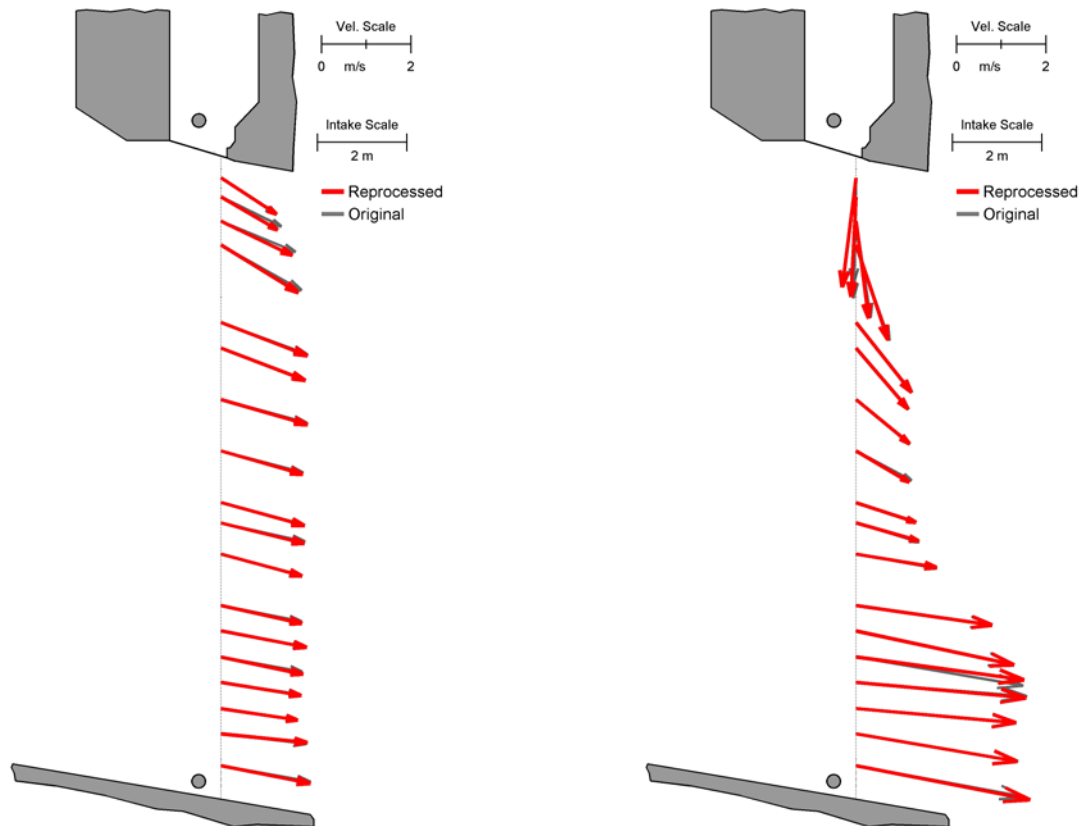 Vel. Scale
0 m/s 2
Intake Scale
2 m
Reprocessed
Original
Vel. Scale
0 m/s 2
Intake Scale
2 m
Reprocessed
Original